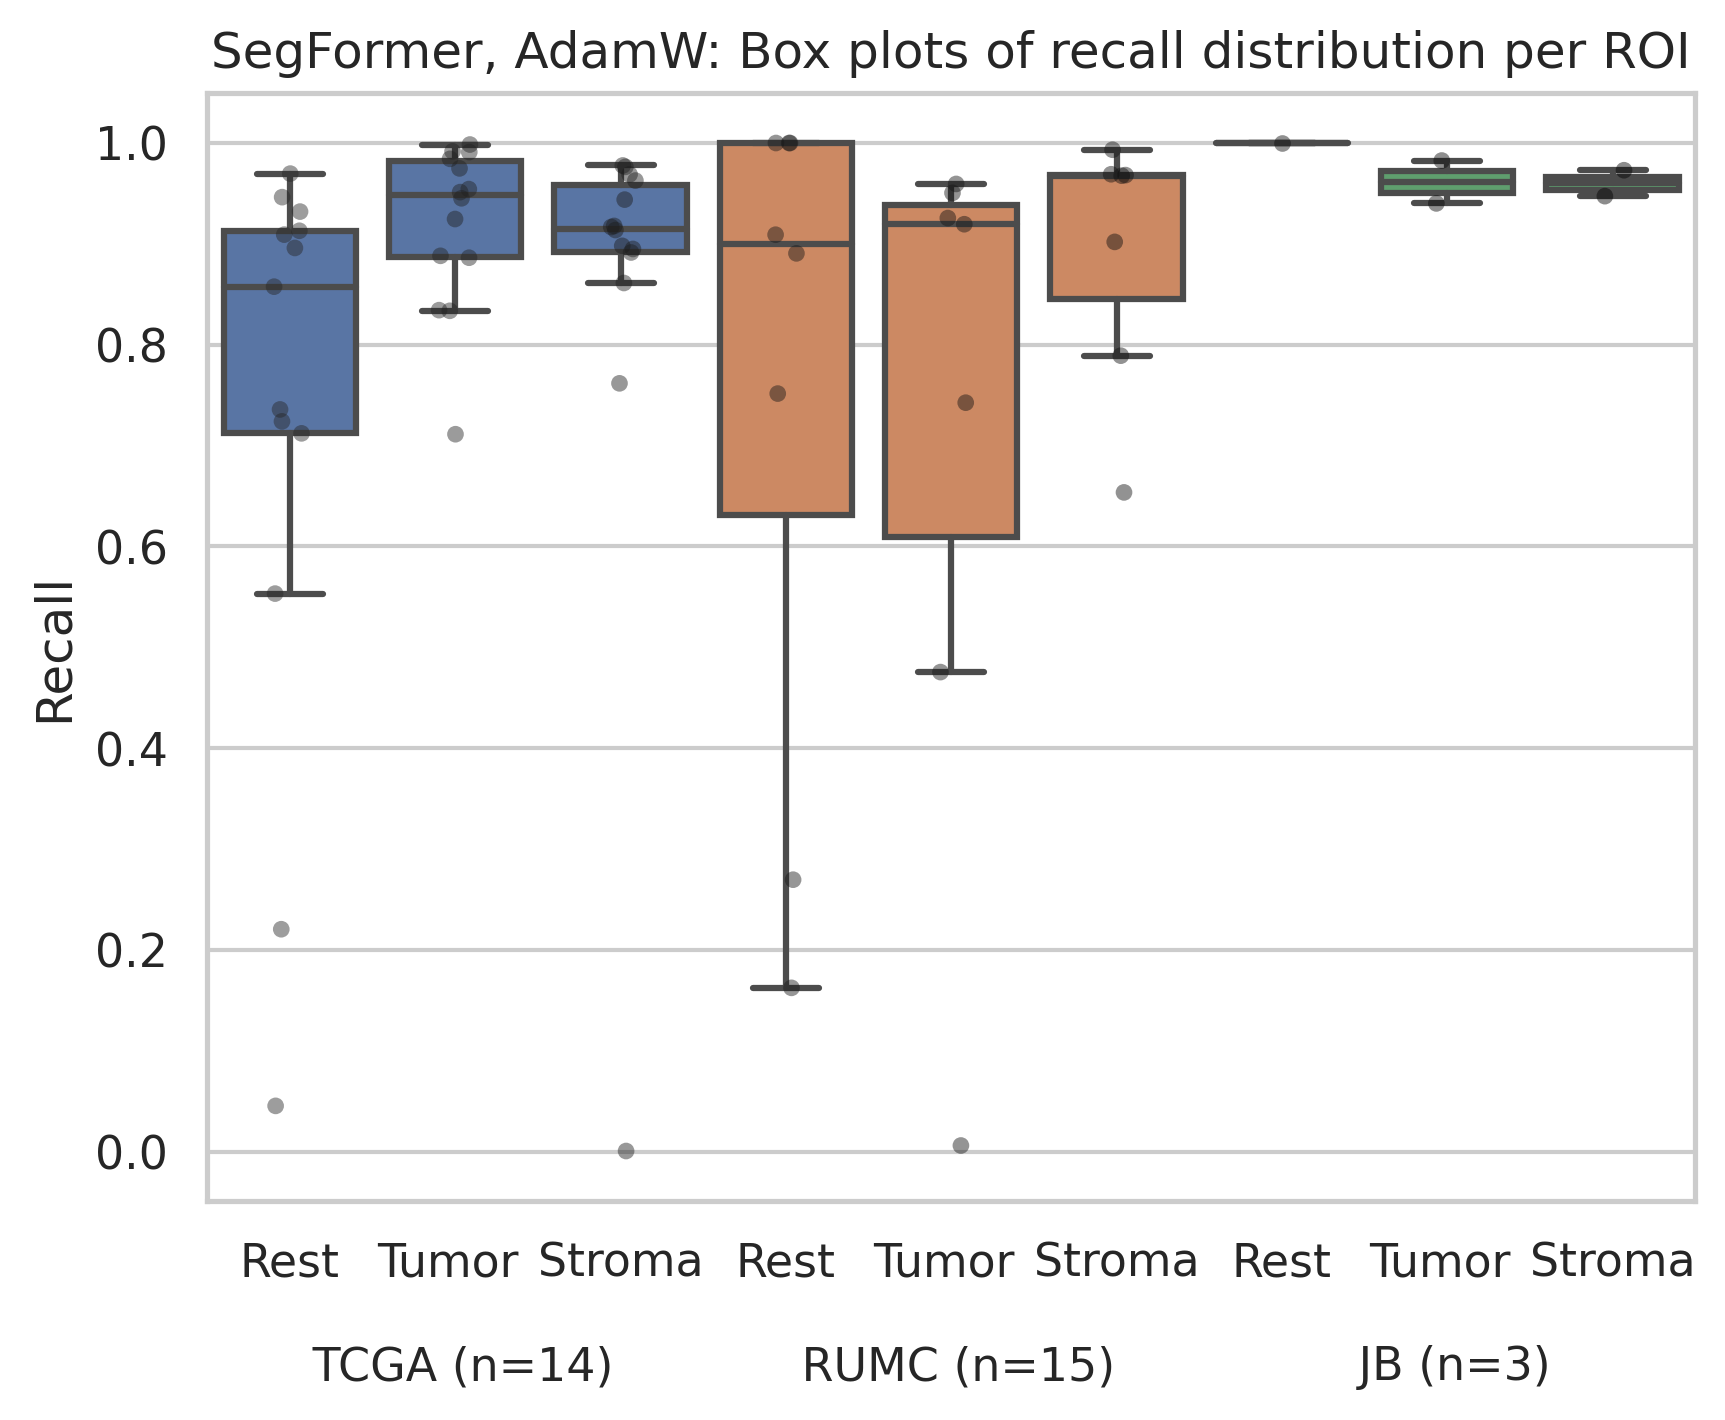 SegFormer, AdamW: Box plots of recall distribution per ROI
1.0
0.8
0.6
0.4
0.2
0.0
Recall
Rest Tumor Stroma Rest Tumor Stroma Rest Tumor Stroma
TCGA (n=14) RUMC (n=15) JB (n=3)